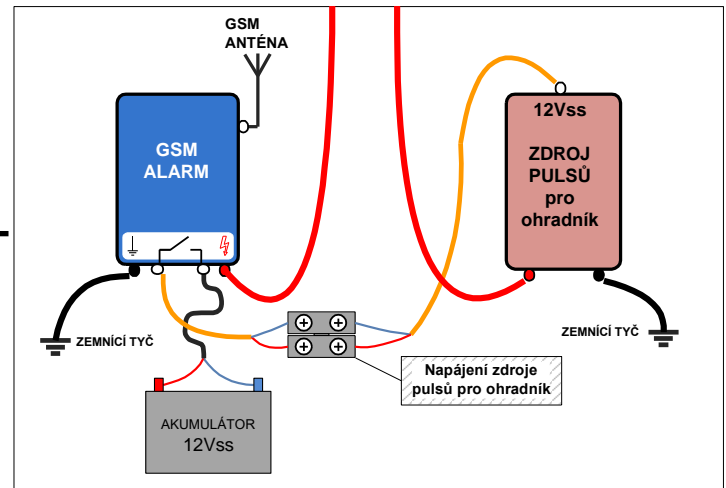 GSM
ANTÉNA
GSM
ALARM
12Vss
ZDROJ
PULSŮ
pro
ohradník
ZEMNÍCÍ TYČ
ZEMNÍCÍ TYČ
Napájení zdroje
pulsů pro ohradník
AKUMULÁTOR
12Vss